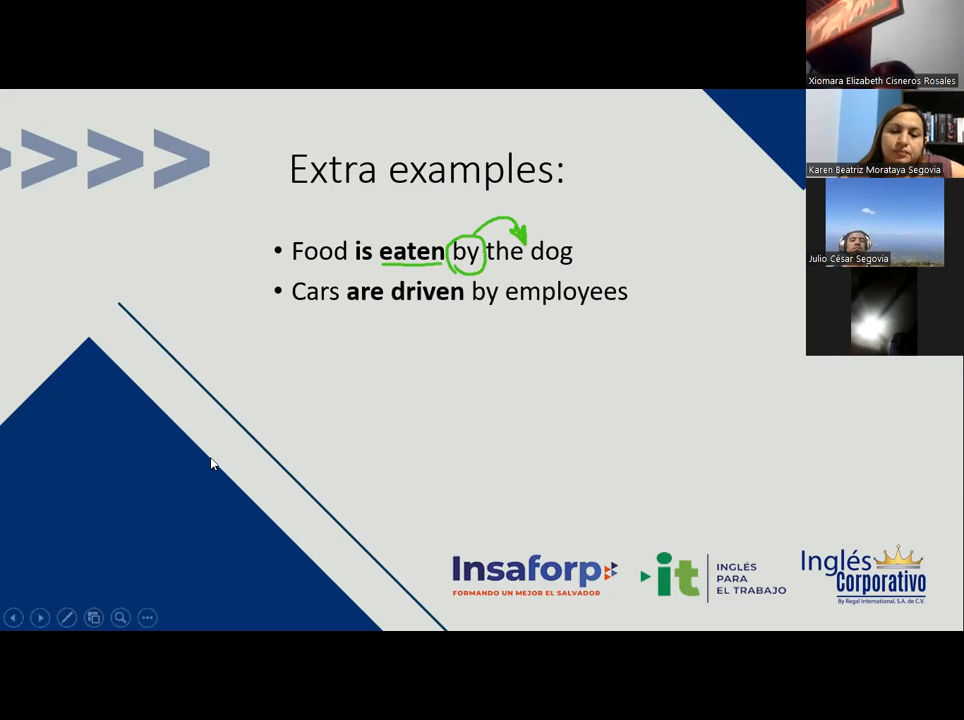 Xiomara Elizabeth Cisneros Rosales
>>>>
Extra examples:
Karen Beatriz Morataya Segovia
• Food is eaten by the dog
Julio César Segovia
• Cars are driven by employees
Insaforp
FORMANDO UN MEJOR EL SALVADOR
it
INGLÉS
PARA
EL TRABAJO
Inglés
Corporativo
By Regal International, S.A. de C.V.